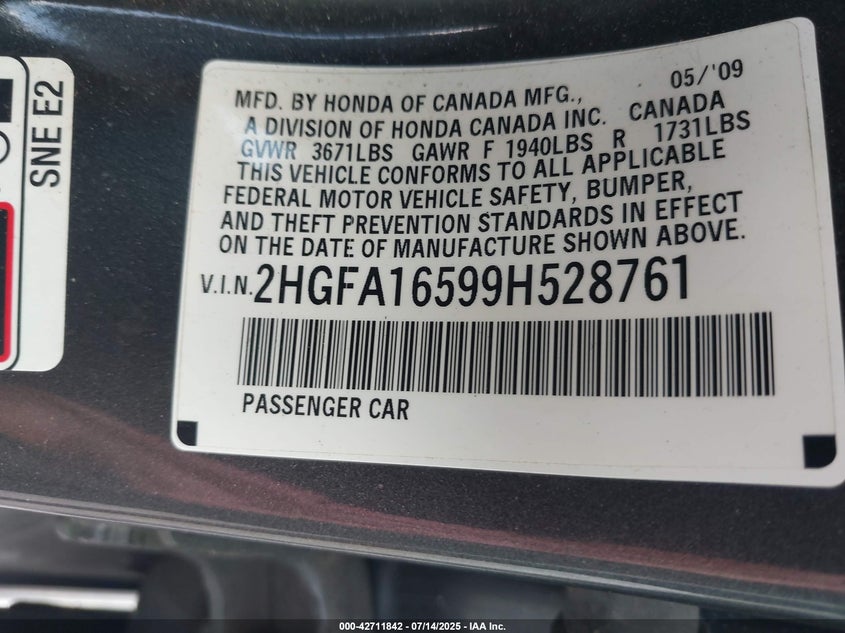 SNE E2
05/'09
MFD. BY HONDA OF CANADA MFG.,
A DIVISION OF HONDA CANADA INC. CANADA
GVWR 3671LBS GAWR F 1940LBS R 1731LBS
THIS VEHICLE CONFORMS TO ALL APPLICABLE
FEDERAL MOTOR VEHICLE SAFETY, BUMPER,
AND THEFT PREVENTION STANDARDS IN EFFECT
ON THE DATE OF MANUFACTURE SHOWN ABOVE.
V.I.N. 2HGFA16599H528761
PASSENGER CAR
000-42711842 - 07/14/2025 - IAA Inc.